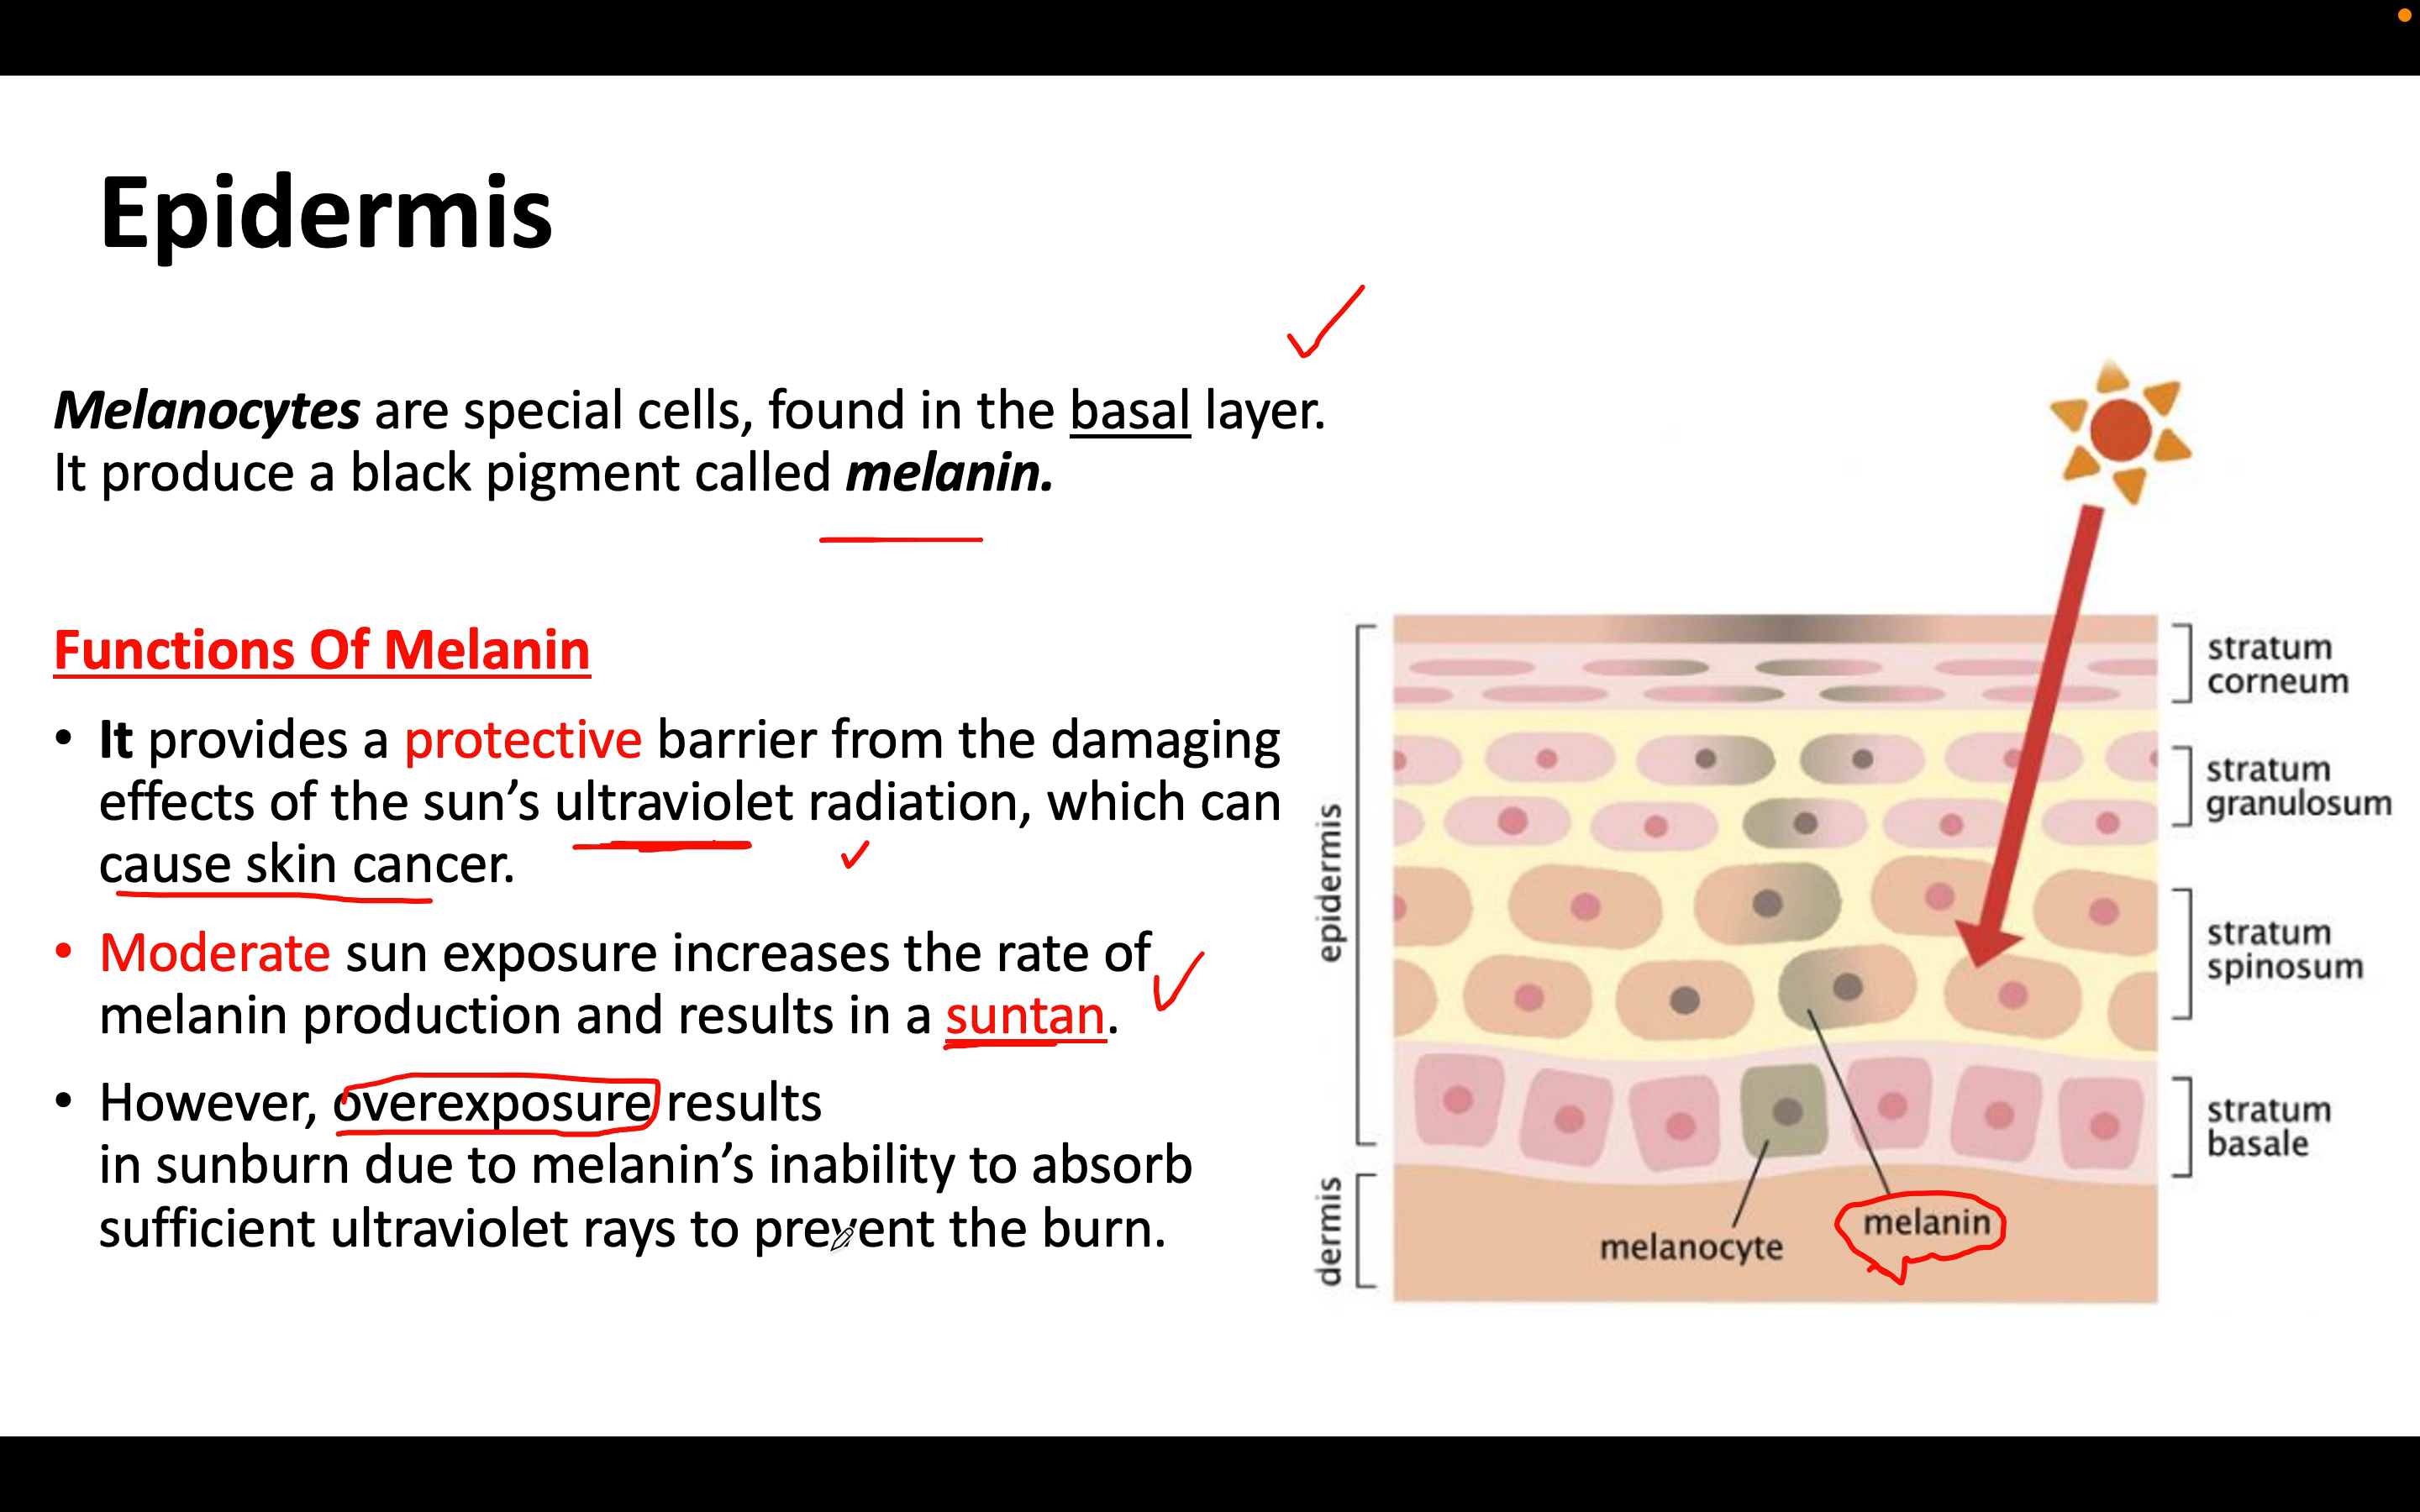 Epidermis
Melanocytes are special cells, found in the basal layer.
It produce a black pigment called melanin.
Functions Of Melanin
• It provides a protective barrier from the damaging
effects of the sun’s ultraviolet radiation, which can
cause skin cancer.
• Moderate sun exposure increases the rate of
melanin production and results in a suntan.
• However, overexposure results
in sunburn due to melanin’s inability to absorb
sufficient ultraviolet rays to prevent the burn.
epidermis
dermis
stratum
corneum
stratum
granulosum
stratum
spinosum
stratum
basale
melanocyte
melanin